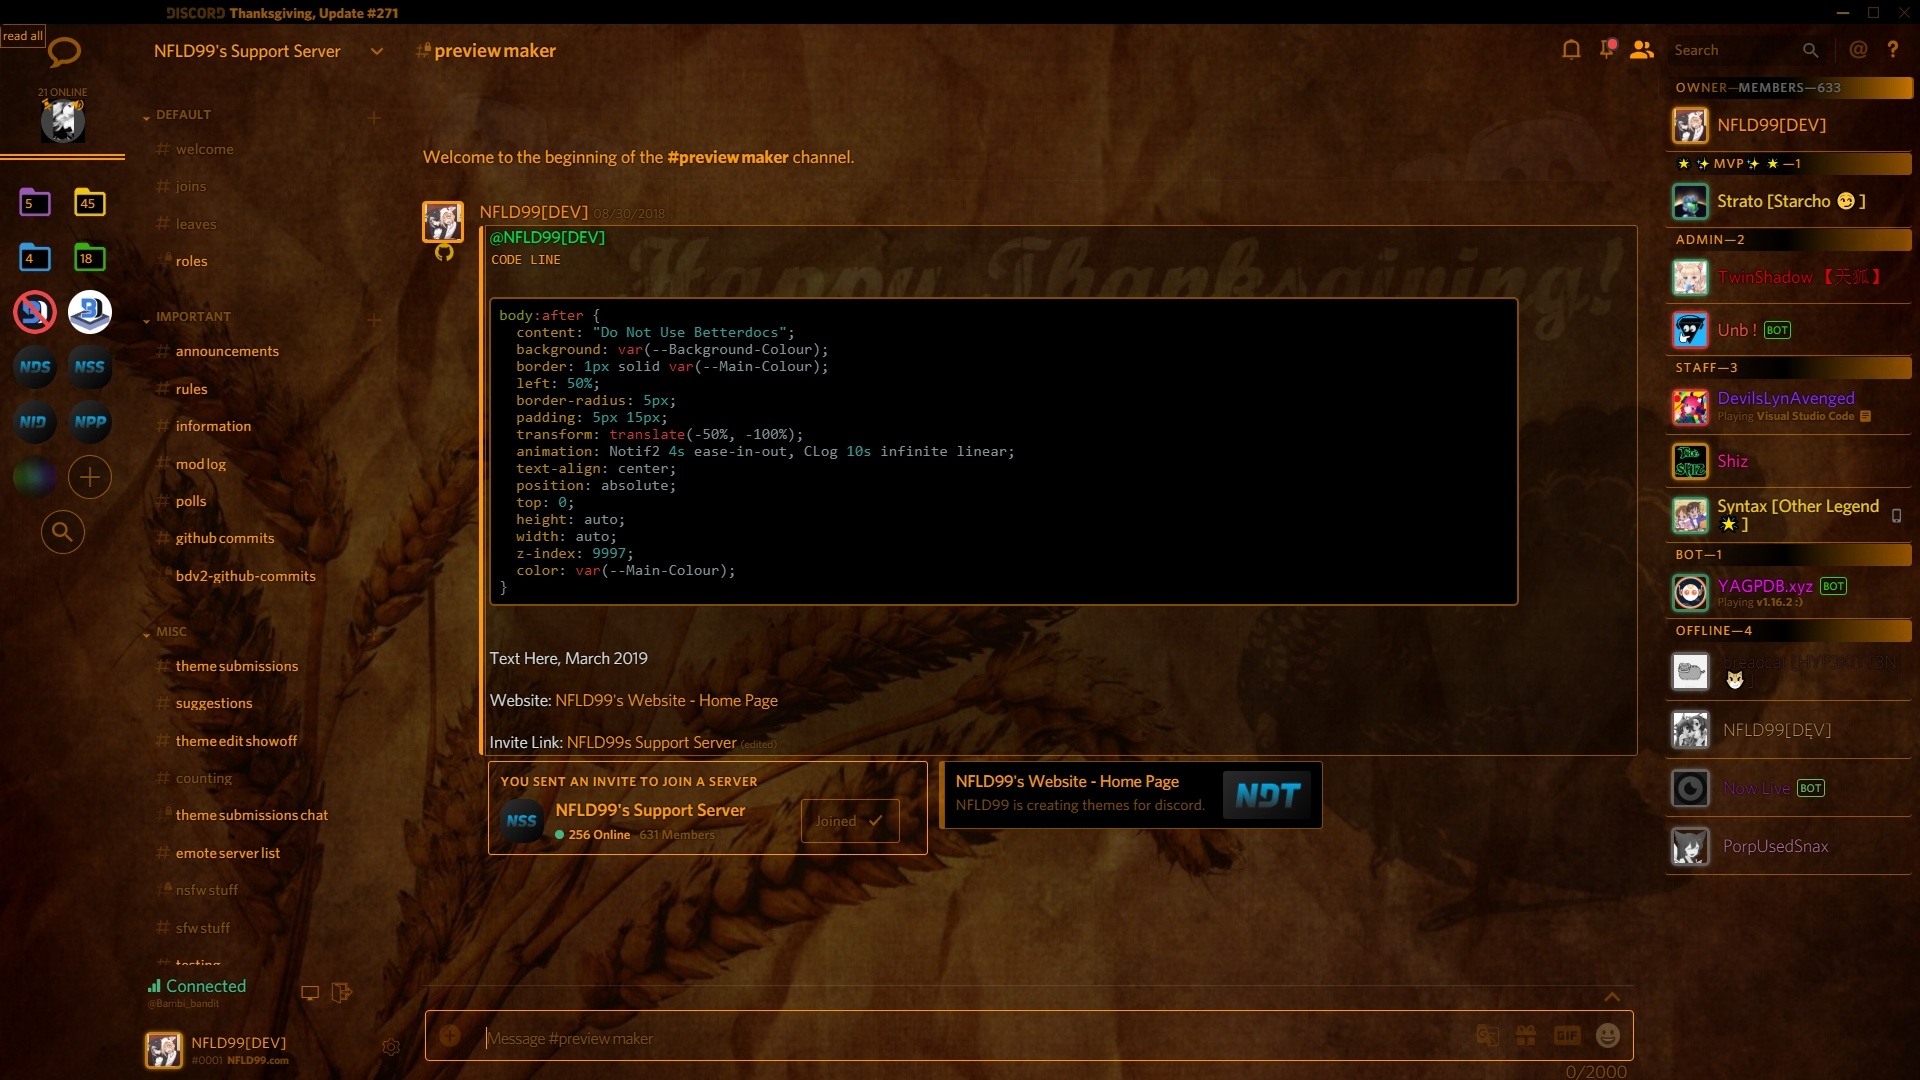 DISCORD Thanksgiving, Update #271
read all
NFLD99's Support Server
#preview maker
Search
21 ONLINE
5
45
4
18
NDS
NSS
NID
NPP
DEFAULT
welcome
joins
leaves
roles
IMPORTANT
announcements
rules
information
mod log
polls
github commits
bdv2-github-commits
MISC
theme submissions
suggestions
theme edit showoff
counting
theme submissions chat
emote server list
nsfw stuff
sfw stuff
testing
Connected
@Bambi_bandit
NFLD99[DEV]
#0001 NFLD99.com
Welcome to the beginning of the #preview maker channel.
Happy Thanksgiving!
NFLD99[DEV] 08/30/2018
@NFLD99[DEV]
CODE LINE
body:after {
content: "Do Not Use Betterdocs";
background: var(--Background-Colour);
border: 1px solid var(--Main-Colour);
left: 50%;
border-radius: 5px;
padding: 5px 15px;
transform: translate(-50%, -100%);
animation: Notif2 4s ease-in-out, CLog 10s infinite linear;
text-align: center;
position: absolute;
top: 0;
height: auto;
width: auto;
z-index: 9997;
color: var(--Main-Colour);
}
Text Here, March 2019
Website: NFLD99's Website - Home Page
Invite Link: NFLD99s Support Server (edited)
YOU SENT AN INVITE TO JOIN A SERVER
NSS
NFLD99's Support Server
256 Online 631 Members
Joined
NFLD99's Website - Home Page
NFLD99 is creating themes for discord.
NDT
Message #preview maker
GIF
0/2000
OWNER—MEMBERS—633
NFLD99[DEV]
MVP —1
Strato [Starcho 😏 ]
ADMIN—2
TwinShadow 【天狐】
Unb ! BOT
STAFF—3
DevilsLynAvenged
Playing Visual Studio Code
Shiz
Syntax [Other Legend
]
BOT—1
YAGPDB.xyz BOT
Playing v1.16.2 :)
OFFLINE—4
NFLD99[DEV]
Now Live BOT
PorpUsedSnax